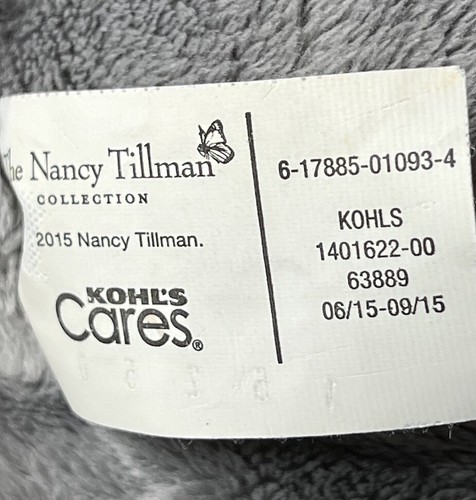 The Nancy Tillman
COLLECTION
2015 Nancy Tillman.
KOHL'S
Cares®
6-17885-01093-4
KOHLS
1401622-00
63889
06/15-09/15